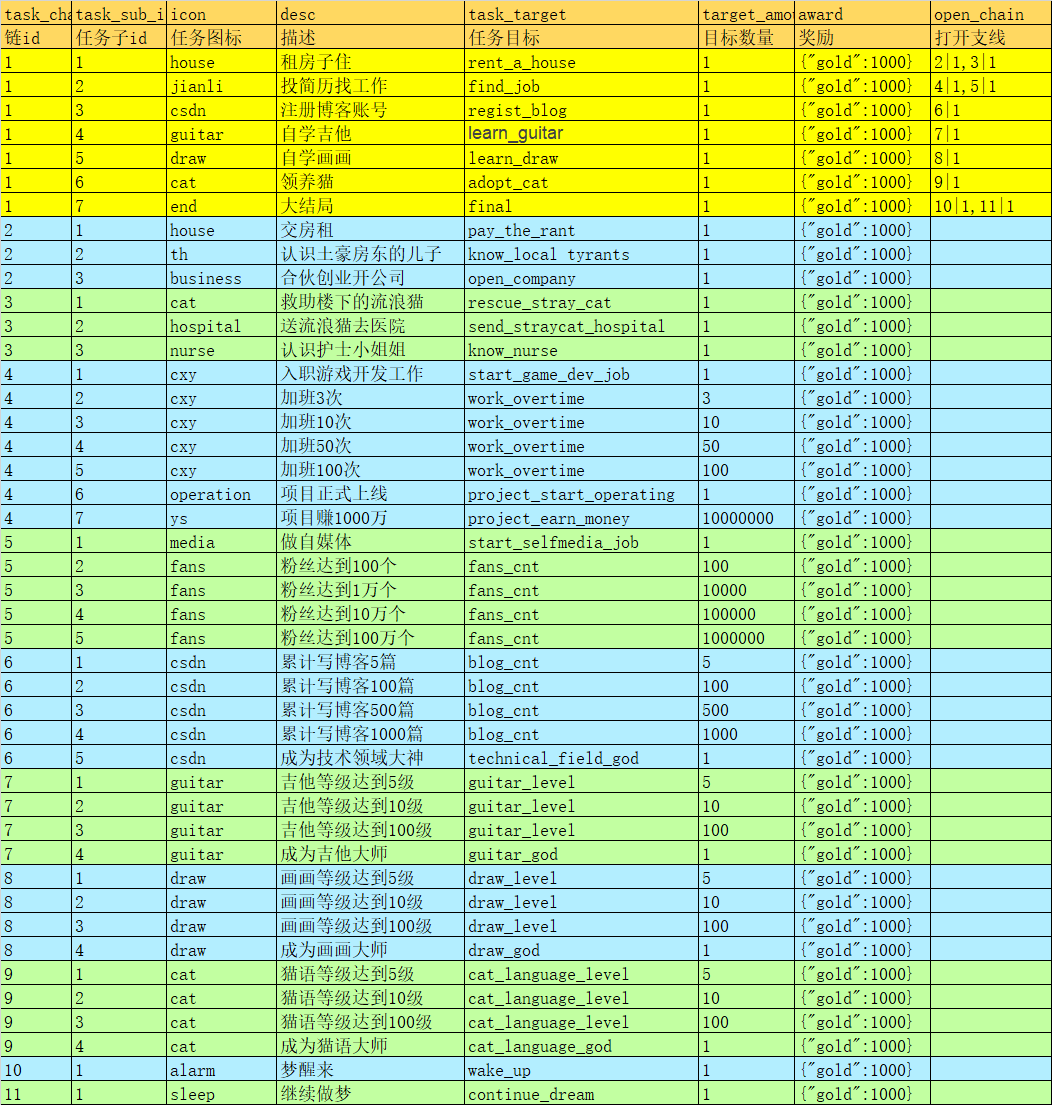 task_cha task_sub_i icon desc task_target target_amou award open_chain
链id 任务子id 任务图标 描述 任务目标 目标数量 奖励 打开支线
1 1 house 租房子住 rent_a_house 1 {"gold":1000} 2|1,3|1
1 2 jianli 投简历找工作 find_job 1 {"gold":1000} 4|1,5|1
1 3 csdn 注册博客账号 regist_blog 1 {"gold":1000} 6|1
1 4 guitar 自学吉他 learn_guitar 1 {"gold":1000} 7|1
1 5 draw 自学画画 learn_draw 1 {"gold":1000} 8|1
1 6 cat 领养猫 adopt_cat 1 {"gold":1000} 9|1
1 7 end 大结局 final 1 {"gold":1000} 10|1,11|1
2 1 house 交房租 pay_the_rant 1 {"gold":1000}
2 2 th 认识土豪房东的儿子 know_local tyrants 1 {"gold":1000}
2 3 business 合伙创业开公司 open_company 1 {"gold":1000}
3 1 cat 救助楼下的流浪猫 rescue_stray_cat 1 {"gold":1000}
3 2 hospital 送流浪猫去医院 send_straycat_hospital 1 {"gold":1000}
3 3 nurse 认识护士小姐姐 know_nurse 1 {"gold":1000}
4 1 cxy 入职游戏开发工作 start_game_dev_job 1 {"gold":1000}
4 2 cxy 加班3次 work_overtime 3 {"gold":1000}
4 3 cxy 加班10次 work_overtime 10 {"gold":1000}
4 4 cxy 加班50次 work_overtime 50 {"gold":1000}
4 5 cxy 加班100次 work_overtime 100 {"gold":1000}
4 6 operation 项目正式上线 project_start_operating 1 {"gold":1000}
4 7 ys 项目赚1000万 project_earn_money 10000000 {"gold":1000}
5 1 media 做自媒体 start_selfmedia_job 1 {"gold":1000}
5 2 fans 粉丝达到100个 fans_cnt 100 {"gold":1000}
5 3 fans 粉丝达到1万个 fans_cnt 10000 {"gold":1000}
5 4 fans 粉丝达到10万个 fans_cnt 100000 {"gold":1000}
5 5 fans 粉丝达到100万个 fans_cnt 1000000 {"gold":1000}
6 1 csdn 累计写博客5篇 blog_cnt 5 {"gold":1000}
6 2 csdn 累计写博客100篇 blog_cnt 100 {"gold":1000}
6 3 csdn 累计写博客500篇 blog_cnt 500 {"gold":1000}
6 4 csdn 累计写博客1000篇 blog_cnt 1000 {"gold":1000}
6 5 csdn 成为技术领域大神 technical_field_god 1 {"gold":1000}
7 1 guitar 吉他等级达到5级 guitar_level 5 {"gold":1000}
7 2 guitar 吉他等级达到10级 guitar_level 10 {"gold":1000}
7 3 guitar 吉他等级达到100级 guitar_level 100 {"gold":1000}
7 4 guitar 成为吉他大师 guitar_god 1 {"gold":1000}
8 1 draw 画画等级达到5级 draw_level 5 {"gold":1000}
8 2 draw 画画等级达到10级 draw_level 10 {"gold":1000}
8 3 draw 画画等级达到100级 draw_level 100 {"gold":1000}
8 4 draw 成为画画大师 draw_god 1 {"gold":1000}
9 1 cat 猫语等级达到5级 cat_language_level 5 {"gold":1000}
9 2 cat 猫语等级达到10级 cat_language_level 10 {"gold":1000}
9 3 cat 猫语等级达到100级 cat_language_level 100 {"gold":1000}
9 4 cat 成为猫语大师 cat_language_god 1 {"gold":1000}
10 1 alarm 梦醒来 wake_up 1 {"gold":1000}
11 1 sleep 继续做梦 continue_dream 1 {"gold":1000}